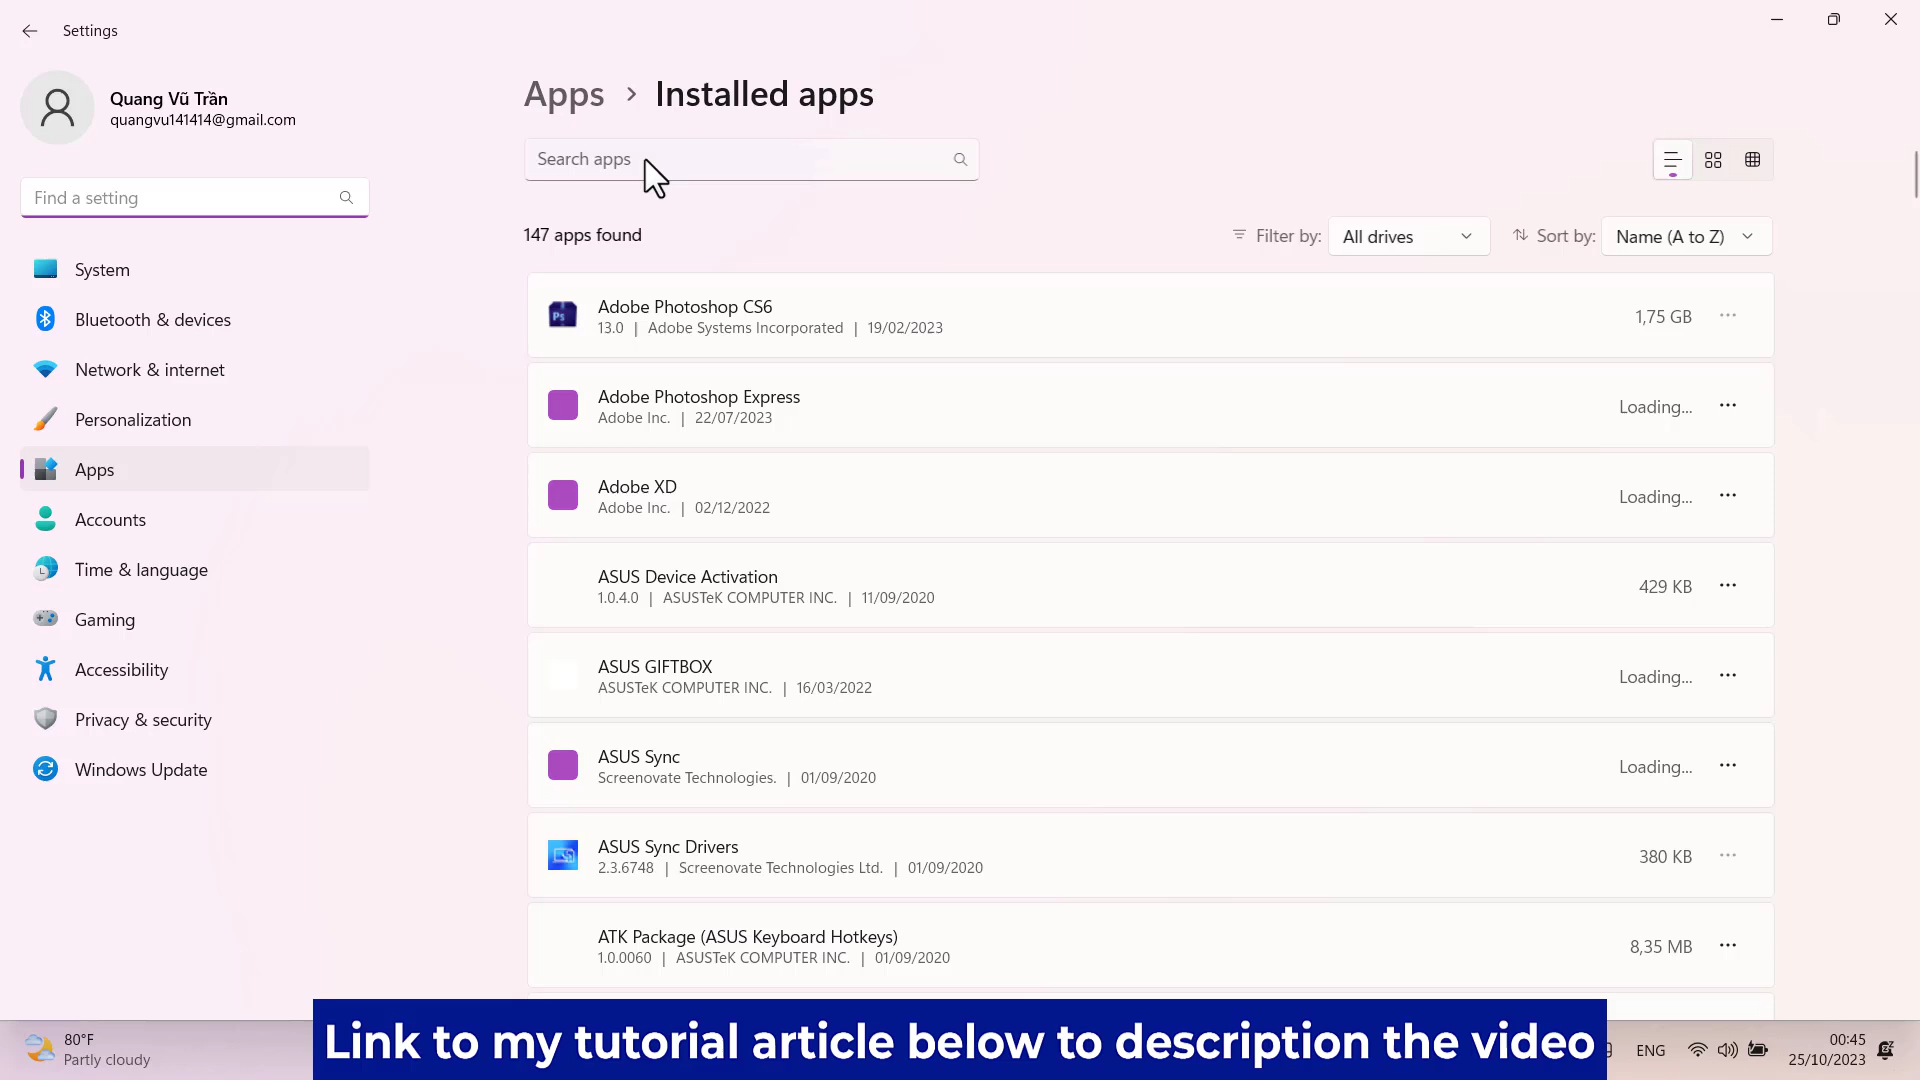 Settings
Quang Vũ Trần
quangvu141414@gmail.com
Find a setting
System
Bluetooth & devices
Network & internet
Personalization
Apps
Accounts
Time & language
Gaming
Accessibility
Privacy & security
Windows Update
Apps > Installed apps
Search apps
147 apps found
Filter by: All drives
Sort by: Name (A to Z)
Ps
Adobe Photoshop CS6
13.0 | Adobe Systems Incorporated | 19/02/2023
1,75 GB
Adobe Photoshop Express
Adobe Inc. | 22/07/2023
Loading...
Adobe XD
Adobe Inc. | 02/12/2022
Loading...
ASUS Device Activation
1.0.4.0 | ASUSTeK COMPUTER INC. | 11/09/2020
429 KB
ASUS GIFTBOX
ASUSTeK COMPUTER INC. | 16/03/2022
Loading...
ASUS Sync
Screenovate Technologies. | 01/09/2020
Loading...
ASUS Sync Drivers
2.3.6748 | Screenovate Technologies Ltd. | 01/09/2020
380 KB
ATK Package (ASUS Keyboard Hotkeys)
1.0.0060 | ASUSTeK COMPUTER INC. | 01/09/2020
8,35 MB
80°F
Partly cloudy
Link to my tutorial article below to description the video
ENG
00:45
25/10/2023